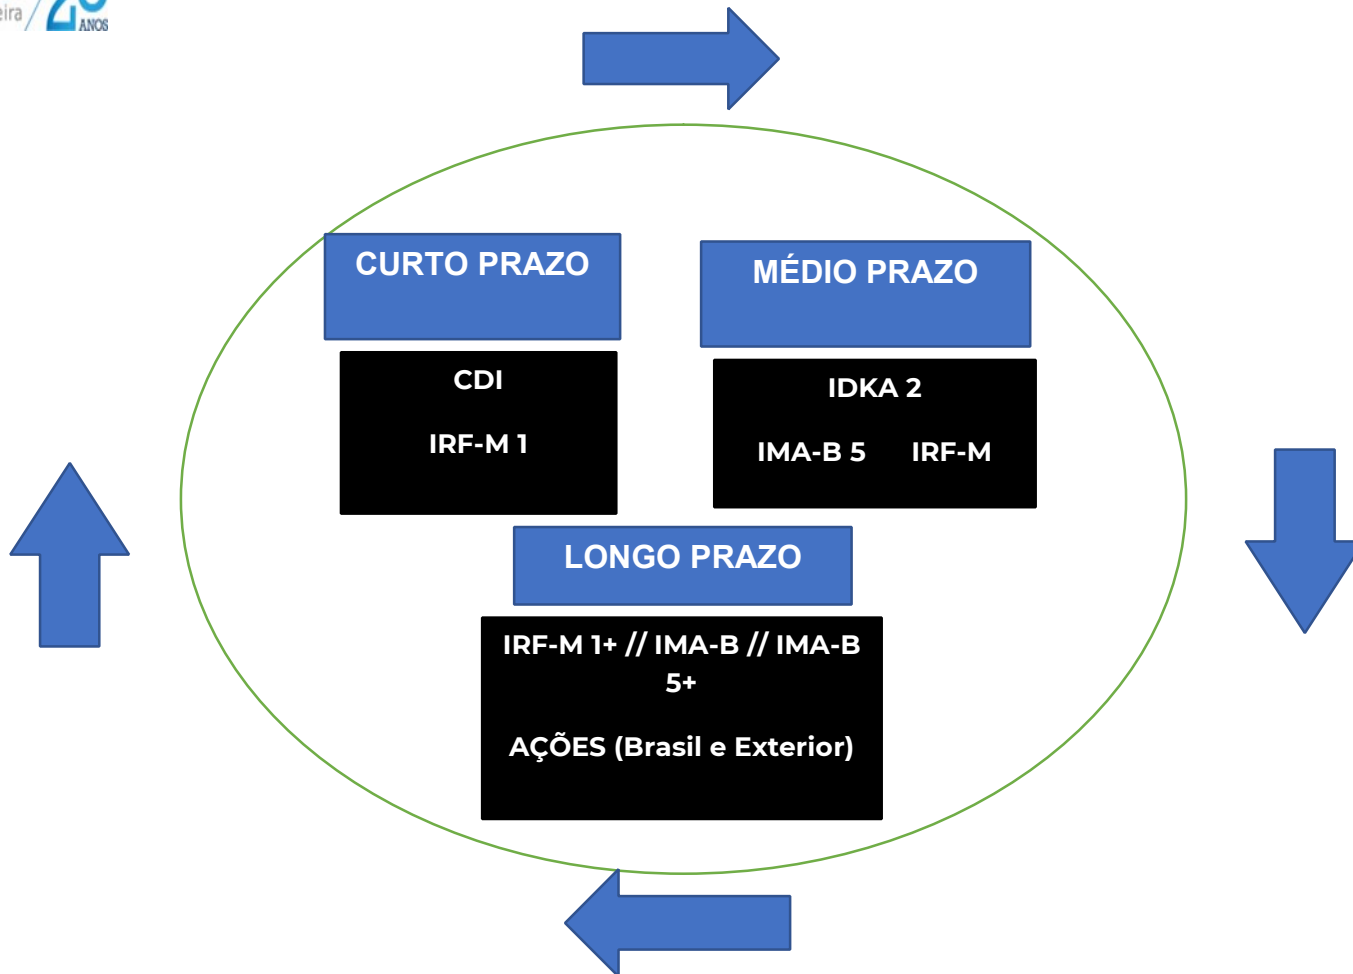 eira
ANOS
CURTO PRAZO
MÉDIO PRAZO
CDI
IRF-M 1
IDKA 2
IMA-B 5 IRF-M
LONGO PRAZO
IRF-M 1+ // IMA-B // IMA-B
5+
AÇÕES (Brasil e Exterior)